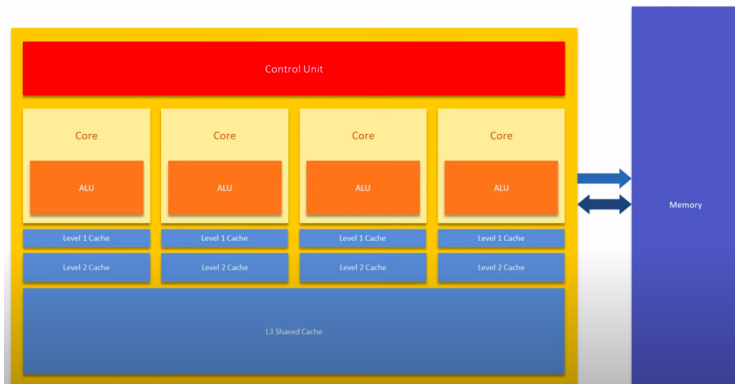 Control Unit
Core
Core
Core
Core
ALU
ALU
ALU
ALU
Level 1 Cache
Level 1 Cache
Level 1 Cache
Level 1 Cache
Level 2 Cache
Level 2 Cache
Level 2 Cache
Level 2 Cache
L3 Shared Cache
Memory